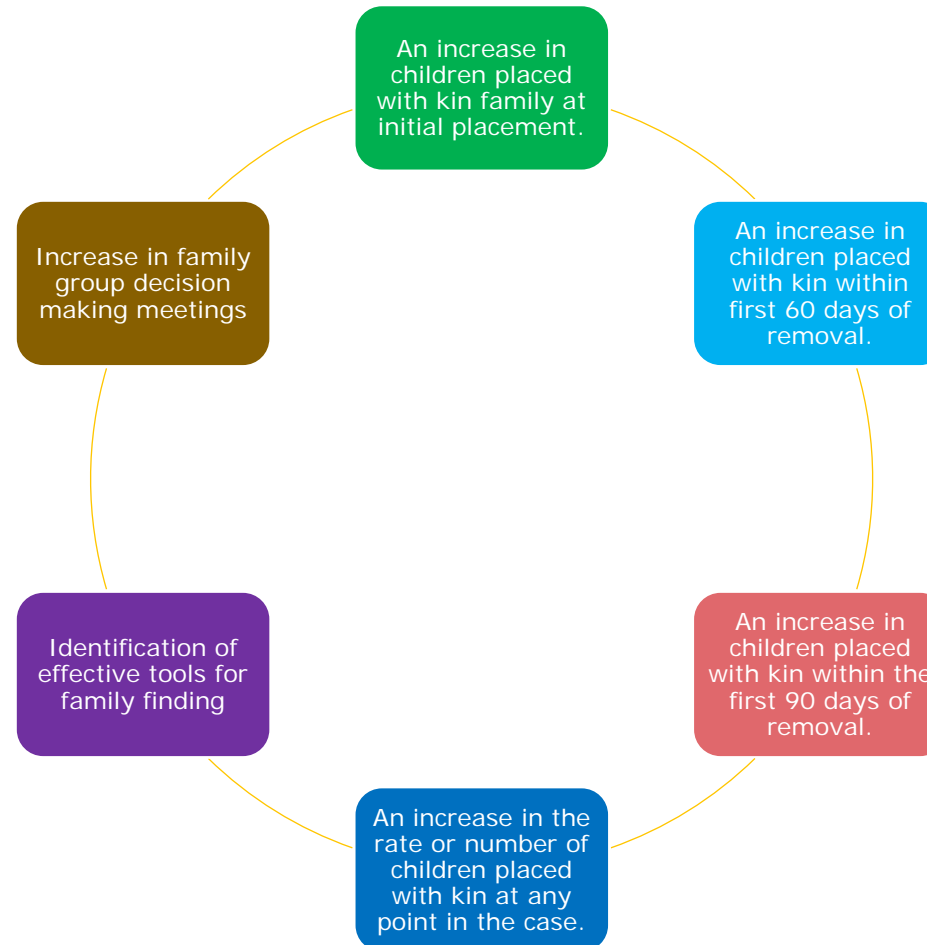 An increase in
children placed
with kin family at
initial placement.
An increase in
children placed
with kin within
first 60 days of
removal.
An increase in
children placed
with kin within the
first 90 days of
removal.
An increase in the
rate or number of
children placed
with kin at any
point in the case.
Identification of
effective tools for
family finding
Increase in family
group decision
making meetings